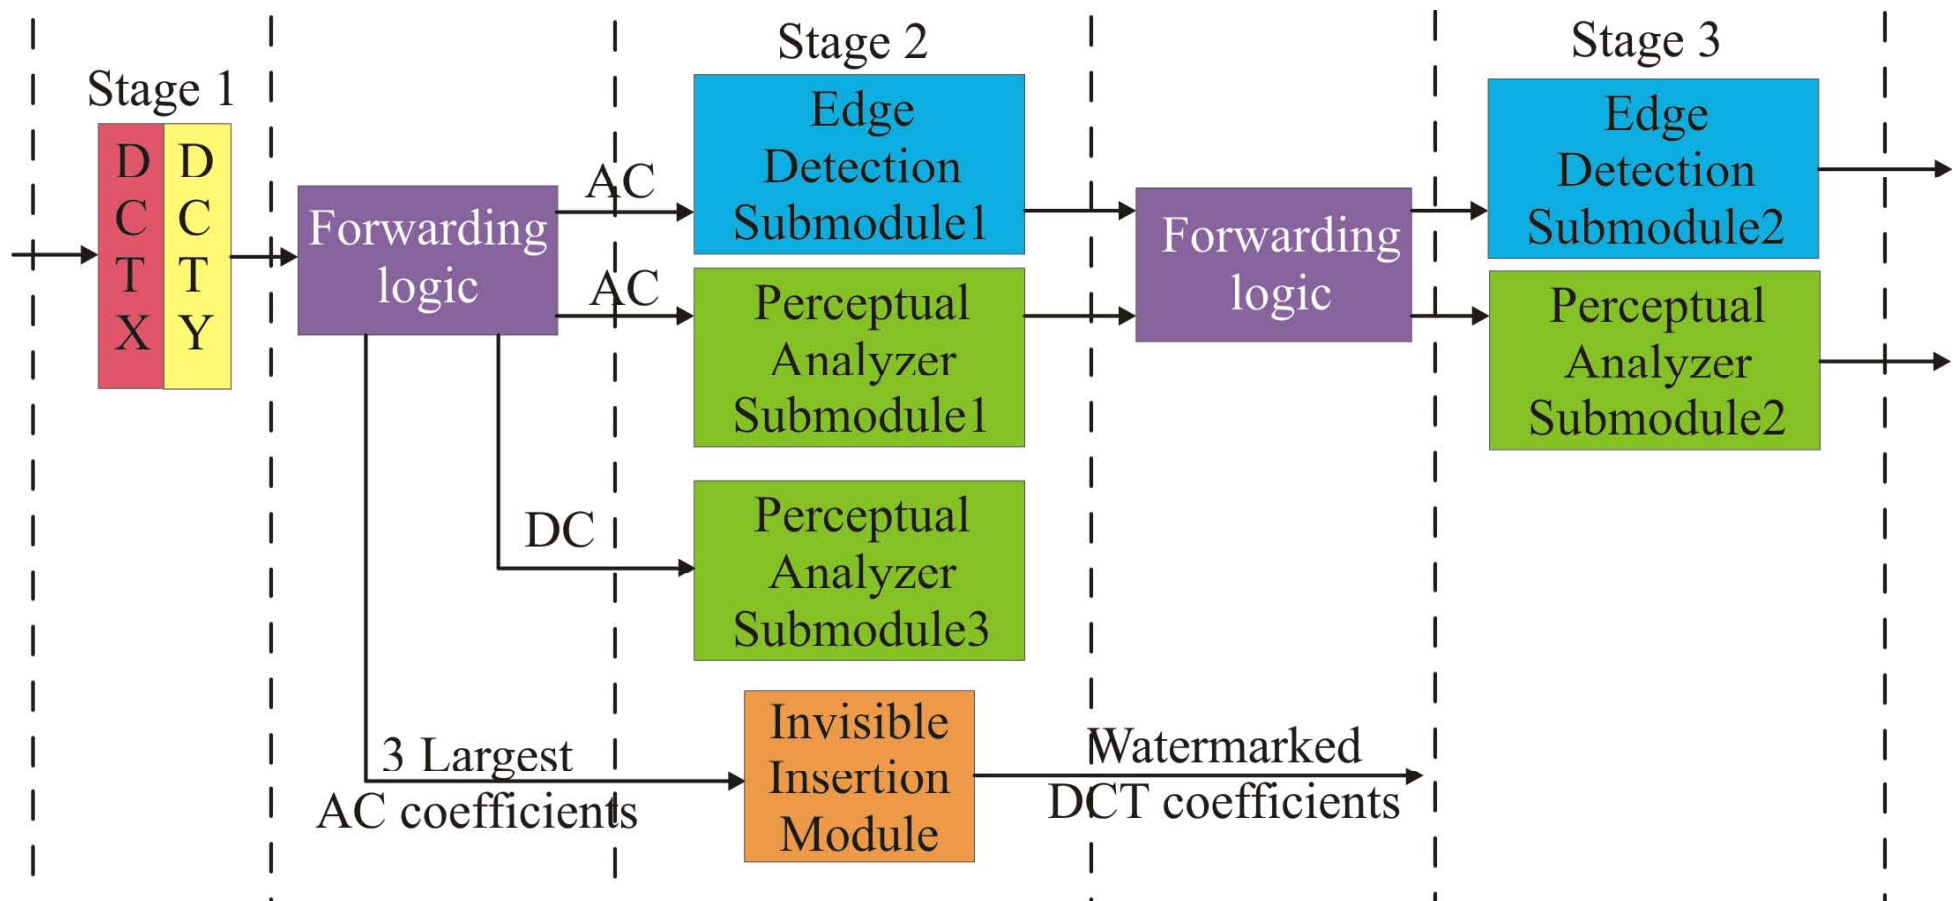 Stage 1
D
C
T
X
D
C
T
Y
Forwarding
logic
AC
AC
DC
3 Largest
AC coefficients
Stage 2
Edge
Detection
Submodule1
Perceptual
Analyzer
Submodule1
Perceptual
Analyzer
Submodule3
Invisible
Insertion
Module
Watermarked
DCT coefficients
Forwarding
logic
Stage 3
Edge
Detection
Submodule2
Perceptual
Analyzer
Submodule2